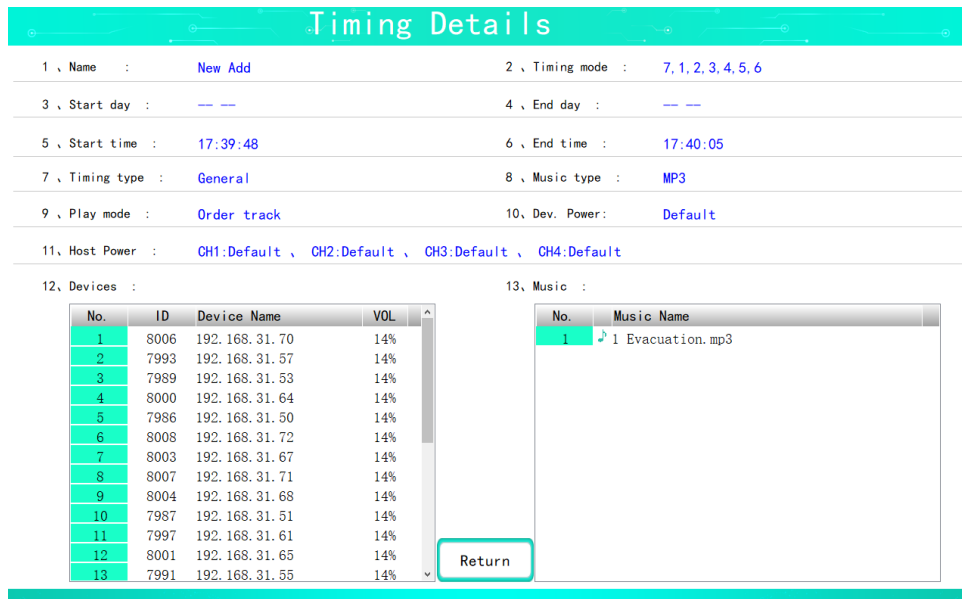 Timing Details
1、Name : New Add 2、Timing mode : 7,1,2,3,4,5,6
3、Start day : —— —— 4、End day : —— ——
5、Start time : 17:39:48 6、End time : 17:40:05
7、Timing type : General 8、Music type : MP3
9、Play mode : Order track 10、Dev. Power: Default
11、Host Power : CH1:Default 、 CH2:Default 、 CH3:Default 、 CH4:Default
12、Devices : 13、Music :
No. ID Device Name VOL No. Music Name
1 8006 192.168.31.70 14% 1 1 Evacuation.mp3
2 7993 192.168.31.57 14%
3 7989 192.168.31.53 14%
4 8000 192.168.31.64 14%
5 7986 192.168.31.50 14%
6 8008 192.168.31.72 14%
7 8003 192.168.31.67 14%
8 8007 192.168.31.71 14%
9 8004 192.168.31.68 14%
10 7987 192.168.31.51 14%
11 7997 192.168.31.61 14%
12 8001 192.168.31.65 14%
13 7991 192.168.31.55 14%
Return